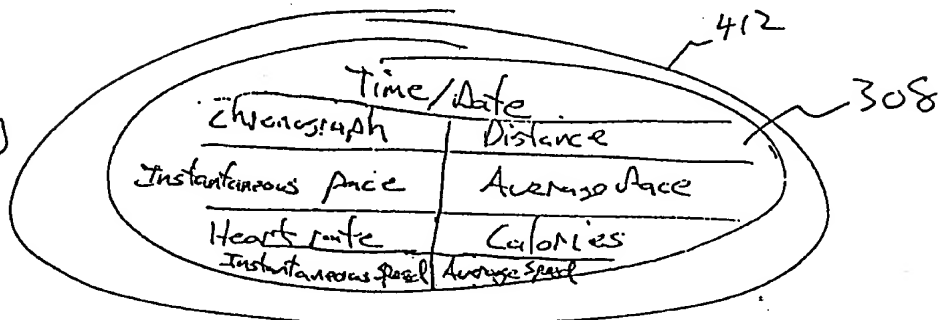 412
Time/Date
308
Chronograph Distance
Instantaneous pace Average pace
Heart rate Calories
Instantaneous speed Average speed